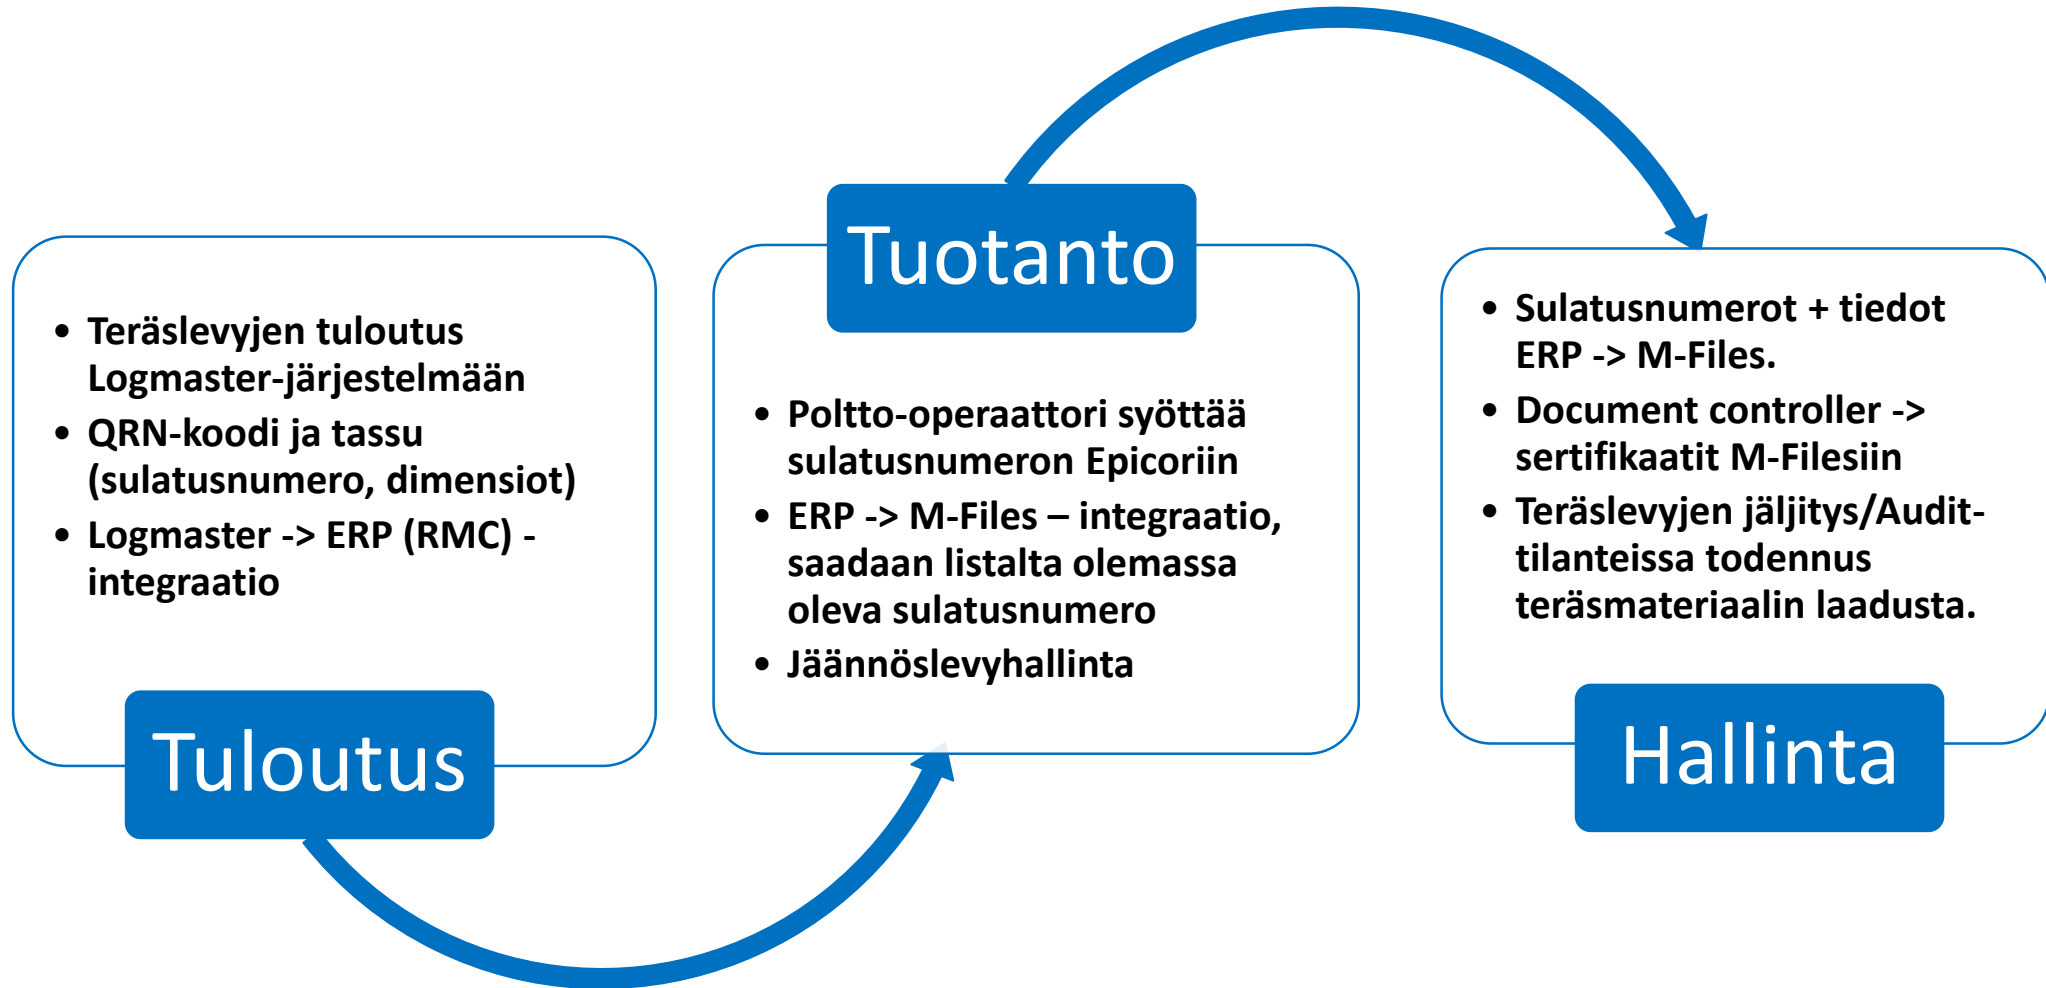 • Teräslevyjen tuloutus
Logmaster-järjestelmään
• QRN-koodi ja tassu
(sulatusnumero, dimensiot)
• Logmaster -> ERP (RMC) -
integraatio
Tuloutus
Tuotanto
• Poltto-operaattori syöttää
sulatusnumeron Epicoriin
• ERP -> M-Files – integraatio,
saadaan listalta olemassa
oleva sulatusnumero
• Jäännöslevyhallinta
• Sulatusnumerot + tiedot
ERP -> M-Files.
• Document controller ->
sertifikaatit M-Filesiin
• Teräslevyjen jäljitys/Audit-
tilanteissa todennus
teräsmateriaalin laadusta.
Hallinta